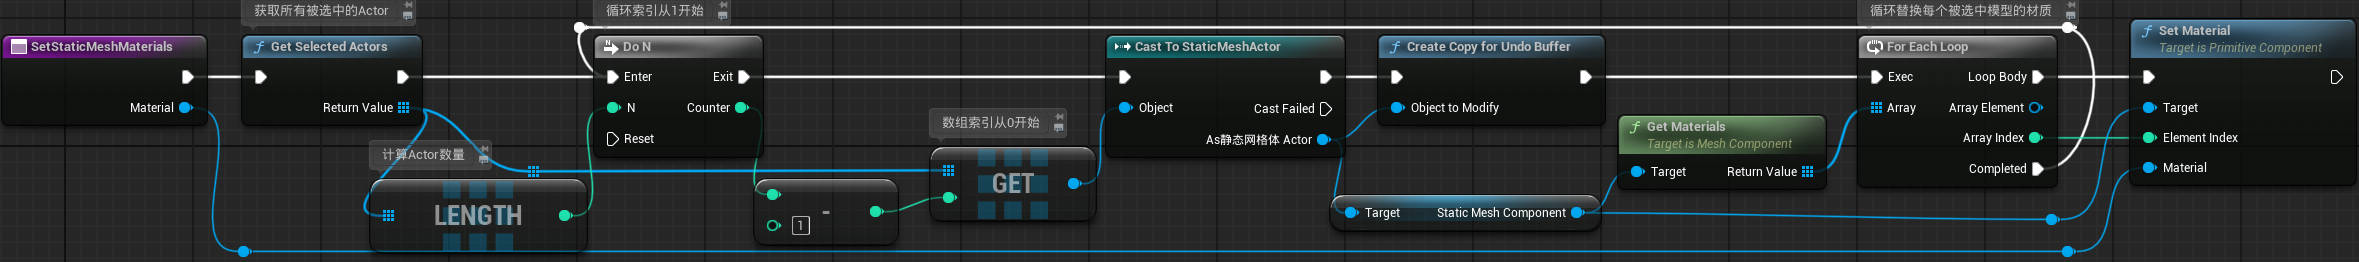 获取所有被选中的Actor
循环索引从1开始
循环替换每个被选中模型的材质
SetStaticMeshMaterials
Material
Get Selected Actors
Return Value
计算Actor数量
LENGTH
Do N
Enter
Exit
N
Counter
Reset
-
1
数组索引从0开始
GET
Cast To StaticMeshActor
Object
Cast Failed
As静态网格体 Actor
Create Copy for Undo Buffer
Object to Modify
Target
Static Mesh Component
Get Materials
Target is Mesh Component
Target
Return Value
For Each Loop
Exec
Loop Body
Array
Array Element
Array Index
Completed
Set Material
Target is Primitive Component
Target
Element Index
Material